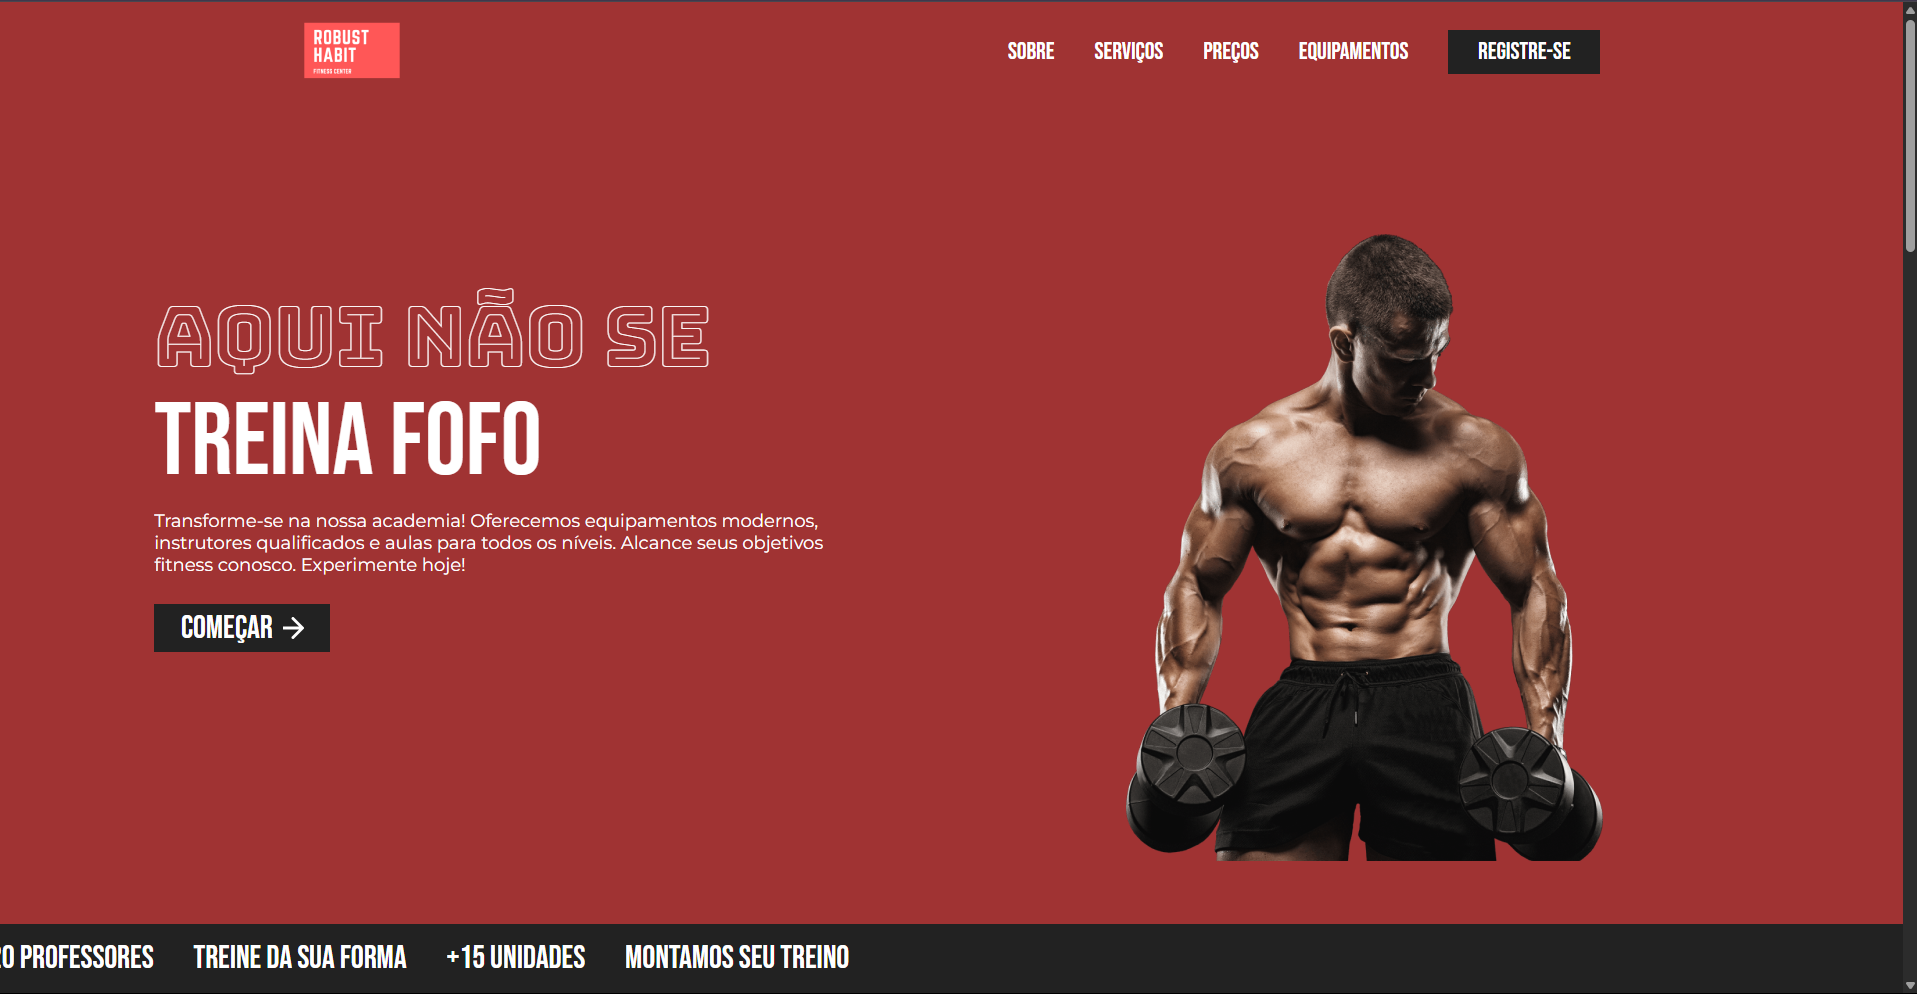 ROBUST
HABIT
FITNESS CENTER
SOBRE SERVIÇOS PREÇOS EQUIPAMENTOS REGISTRE-SE
AQUI NÃO SE
TREINA FOFO
Transforme-se na nossa academia! Oferecemos equipamentos modernos,
instrutores qualificados e aulas para todos os níveis. Alcance seus objetivos
fitness conosco. Experimente hoje!
COMEÇAR →
PROFESSORES TREINE DA SUA FORMA +15 UNIDADES MONTAMOS SEU TREINO